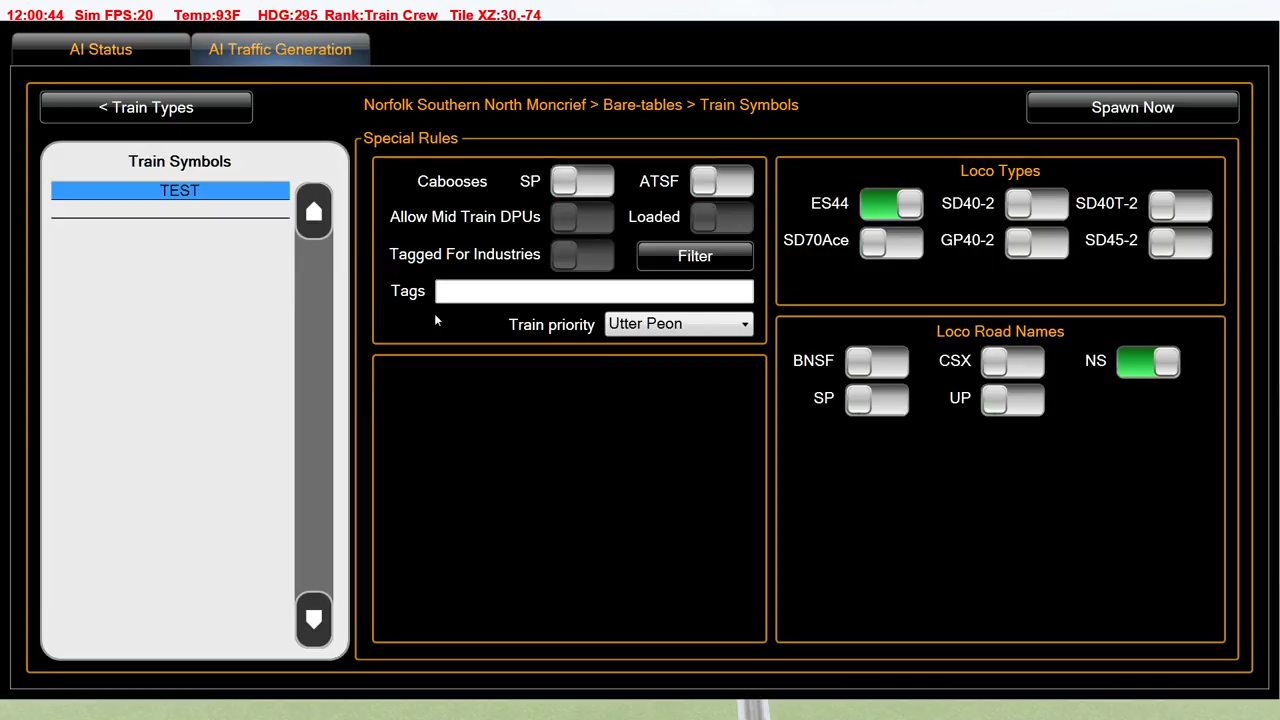 12:00:44 Sim FPS:20 Temp:93F HDG:295 Rank:Train Crew Tile XZ:30,-74
AI Status
AI Traffic Generation
< Train Types
Norfolk Southern North Moncrief > Bare-tables > Train Symbols
Spawn Now
Train Symbols
TEST
Special Rules
Cabooses SP ATSF
Allow Mid Train DPUs Loaded
Tagged For Industries Filter
Tags
Train priority Utter Peon
Loco Types
ES44 SD40-2 SD40T-2
SD70Ace GP40-2 SD45-2
Loco Road Names
BNSF CSX NS
SP UP